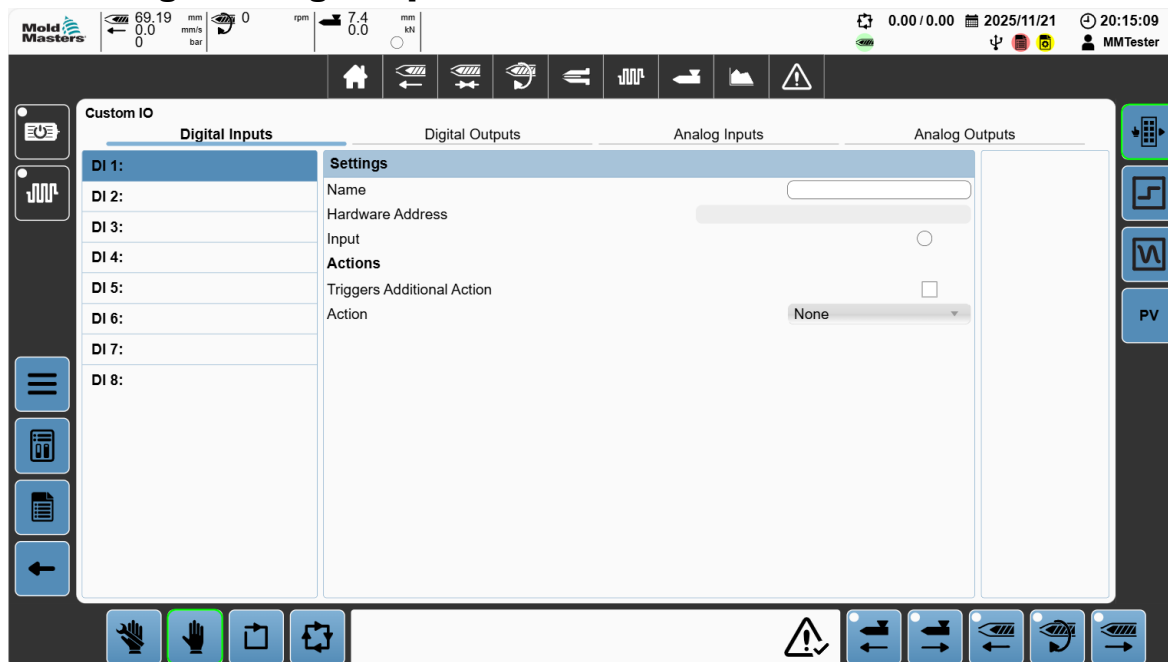 Mold Masters
69.19 mm
0.0 mm/s
0 bar
0 rpm
7.4 mm
0.0 kN
0.00 / 0.00 2025/11/21 20:15:09
MMTester
Custom IO
Digital Inputs Digital Outputs Analog Inputs Analog Outputs
DI 1:
DI 2:
DI 3:
DI 4:
DI 5:
DI 6:
DI 7:
DI 8:
Settings
Name
Hardware Address
Input
Actions
Triggers Additional Action
Action None
PV